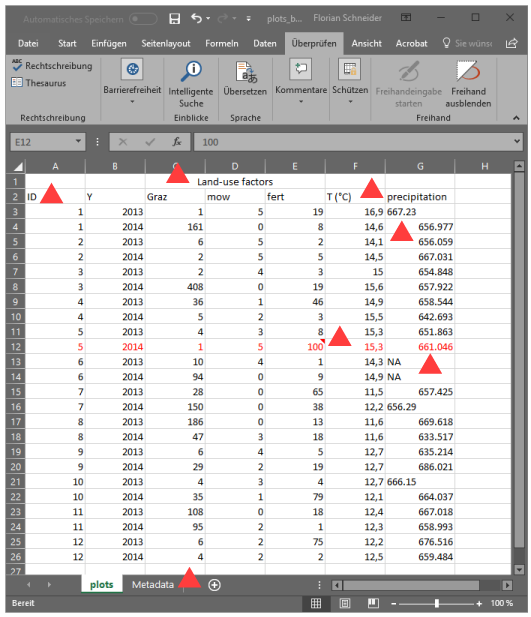 Automatisches Speichern plots_b... Florian Schneider
Datei Start Einfügen Seitenlayout Formeln Daten Überprüfen Ansicht Acrobat Sie wünsc
ABC Rechtschreibung
Thesaurus
Barrierefreiheit
Intelligente Suche
Übersetzen
Kommentare
Schützen
Freihandeingabe starten
Freihand ausblenden
Rechtschreibung Einblicke Sprache Freihand
E12 fx 100
A B C D E F G H
1 Land-use factors
2 ID Y Graz mow fert T (°C) precipitation
3 1 2013 1 5 19 16,9 667.23
4 1 2014 161 0 8 14,6 656.977
5 2 2013 6 5 2 14,1 656.059
6 2 2014 2 5 5 14,5 667.031
7 3 2013 2 4 3 15 654.848
8 3 2014 408 0 19 15,6 657.922
9 4 2013 36 1 46 14,9 658.544
10 4 2014 5 2 3 15,5 642.693
11 5 2013 4 3 8 15,3 651.863
12 5 2014 1 5 100 15,3 661.046
13 6 2013 10 4 1 14,3 NA
14 6 2014 94 0 9 14,9 NA
15 7 2013 28 0 65 11,5 657.425
16 7 2014 150 0 38 12,2 656.29
17 8 2013 186 0 13 11,6 669.618
18 8 2014 47 3 18 11,6 633.517
19 9 2013 6 4 5 12,7 635.214
20 9 2014 29 2 19 12,7 686.021
21 10 2013 4 3 4 12,7 666.15
22 10 2014 35 1 79 12,1 664.037
23 11 2013 108 0 18 12,4 667.018
24 11 2014 95 2 1 12,3 658.993
25 12 2013 6 2 75 12,2 676.516
26 12 2014 4 2 2 12,5 659.484
27
plots Metadata
Bereit 100 %